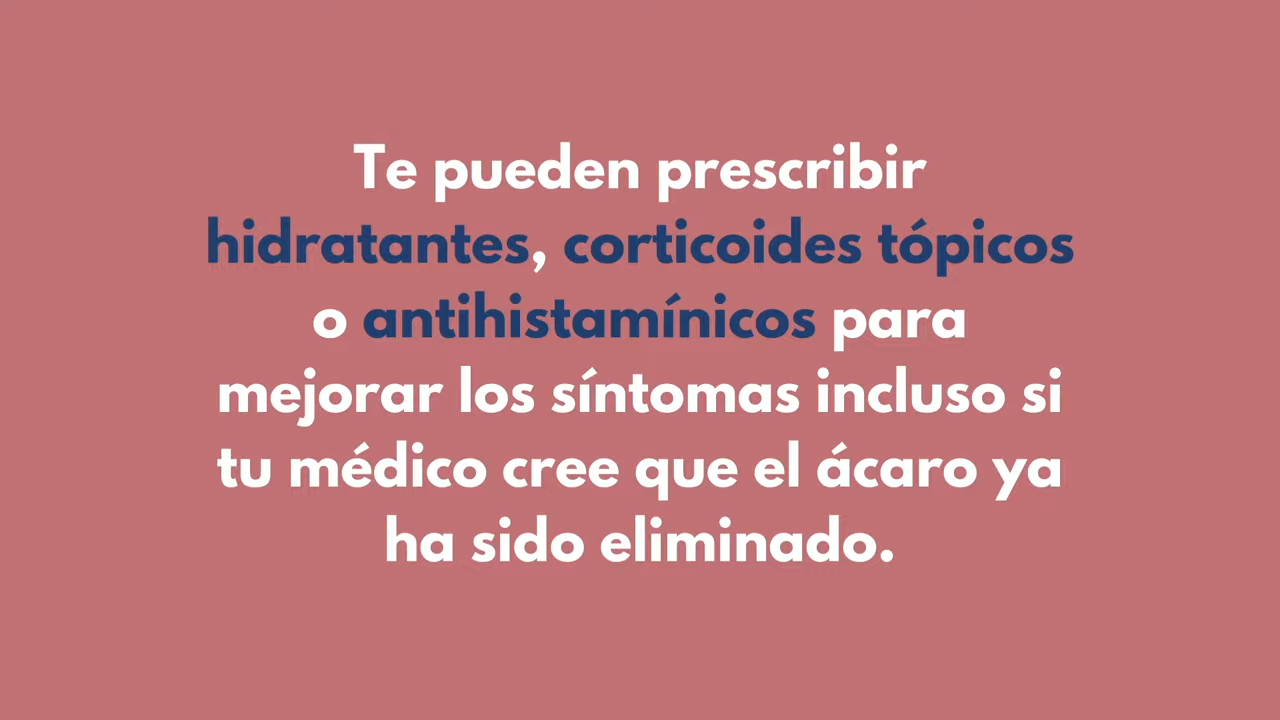 Te pueden prescribir
hidratantes, corticoides tópicos
o antihistamínicos para
mejorar los síntomas incluso si
tu médico cree que el ácaro ya
ha sido eliminado.